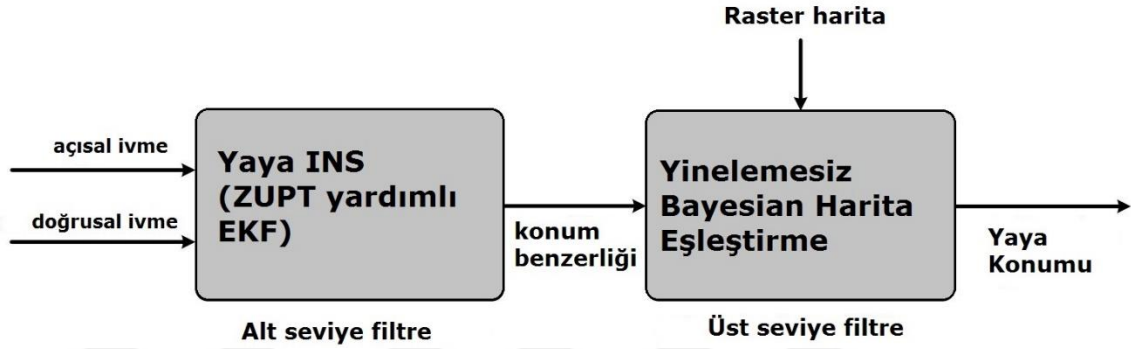 Raster harita
açısal ivme
doğrusal ivme
Yaya INS
(ZUPT yardımlı
EKF)
konum
benzerliği
Yinelemesiz
Bayesian Harita
Eşleştirme
Yaya
Konumu
Alt seviye filtre
Üst seviye filtre